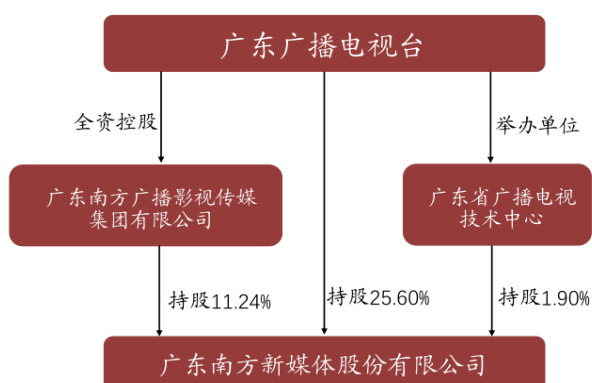 广东广播电视台
全资控股
举办单位
广东南方广播影视传媒
集团有限公司
广东省广播电视
技术中心
持股11.24%
持股25.60%
持股1.90%
广东南方新媒体股份有限公司